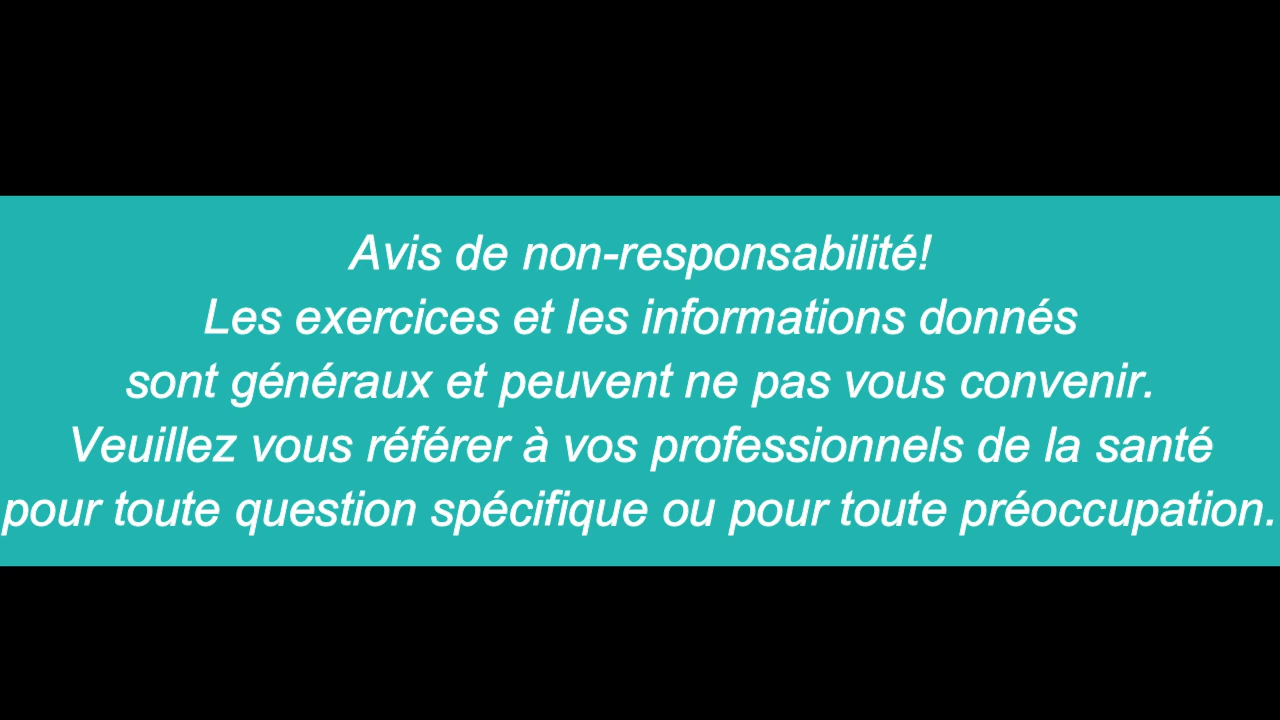 Avis de non-responsabilité!
Les exercices et les informations donnés
sont généraux et peuvent ne pas vous convenir.
Veuillez vous référer à vos professionnels de la santé
pour toute question spécifique ou pour toute préoccupation.